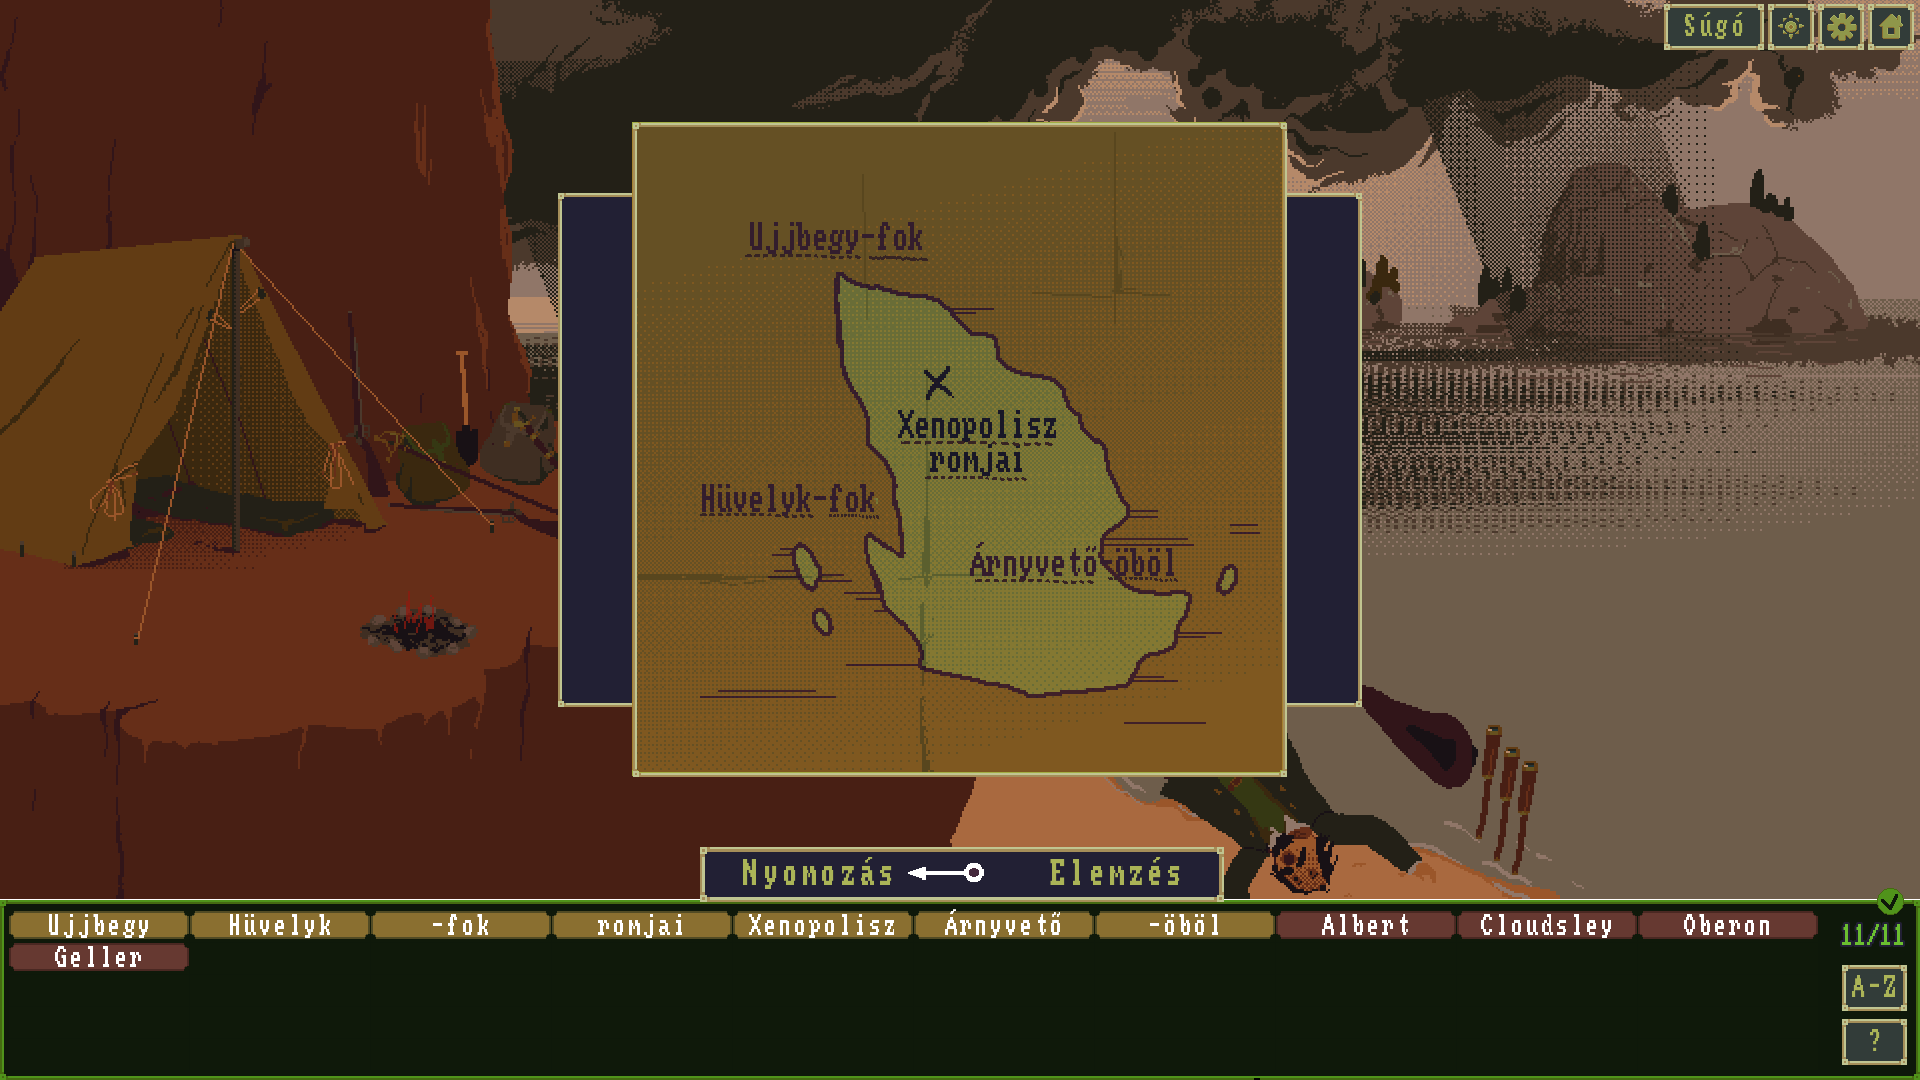 Súgó
Ujjbegy-fok
Xenopolisz
romjai
Hüvelyk-fok
Árnyvető-öböl
Nyomozás
Elemzés
Ujjbegy
Hüvelyk
-fok
romjai
Xenopolisz
Árnyvető
-öböl
Albert
Cloudsley
Oberon
Geller
11/11
A-Z
?